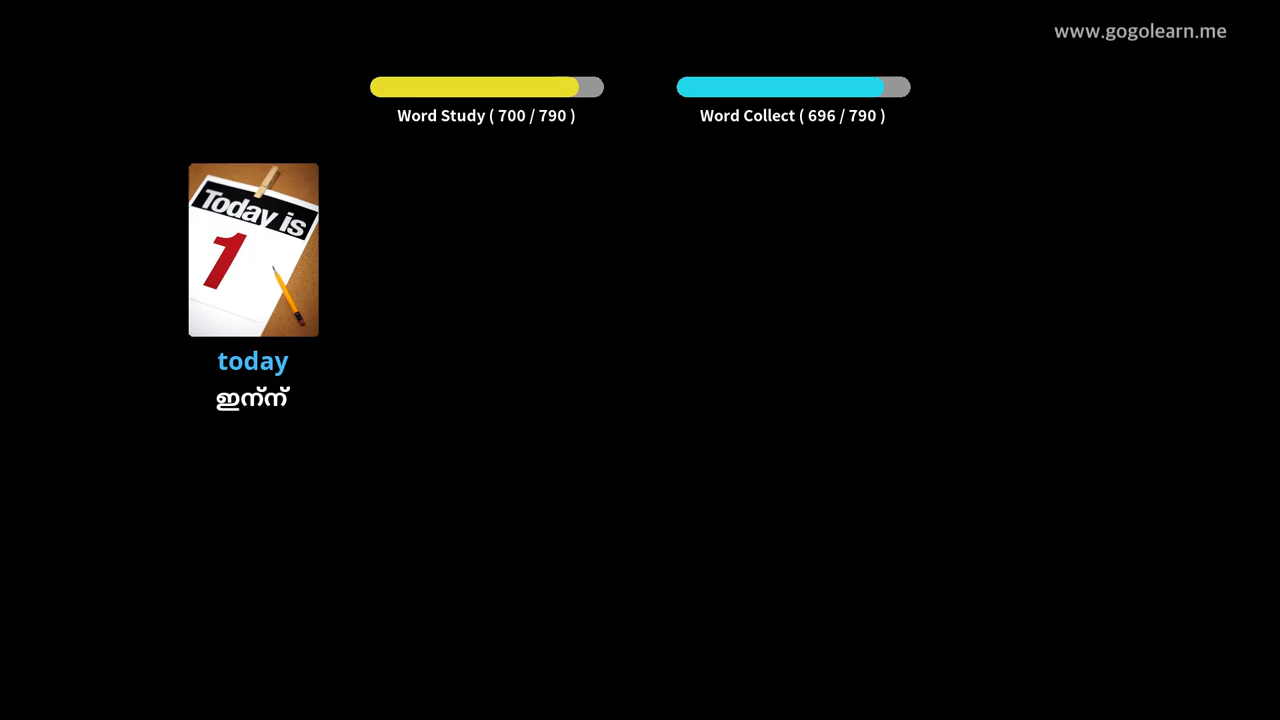 www.gogolearn.me
Word Study ( 700 / 790 )
Word Collect ( 696 / 790 )
Today is
1
today
ഇന്ന്